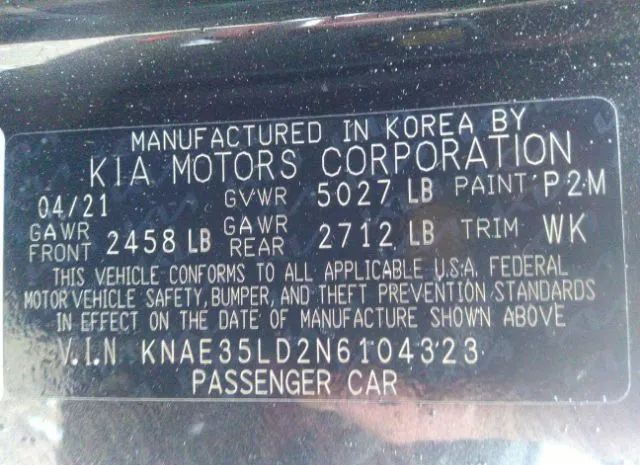 MANUFACTURED IN KOREA BY
KIA MOTORS CORPORATION
04/21 GVWR 5027 LB PAINT P2M
GAWR FRONT 2458 LB GAWR REAR 2712 LB TRIM WK
THIS VEHICLE CONFORMS TO ALL APPLICABLE U.S.A. FEDERAL
MOTOR VEHICLE SAFETY, BUMPER, AND THEFT PREVENTION STANDARDS
IN EFFECT ON THE DATE OF MANUFACTURE SHOWN ABOVE
V.I.N KNAE35LD2N6104323
PASSENGER CAR